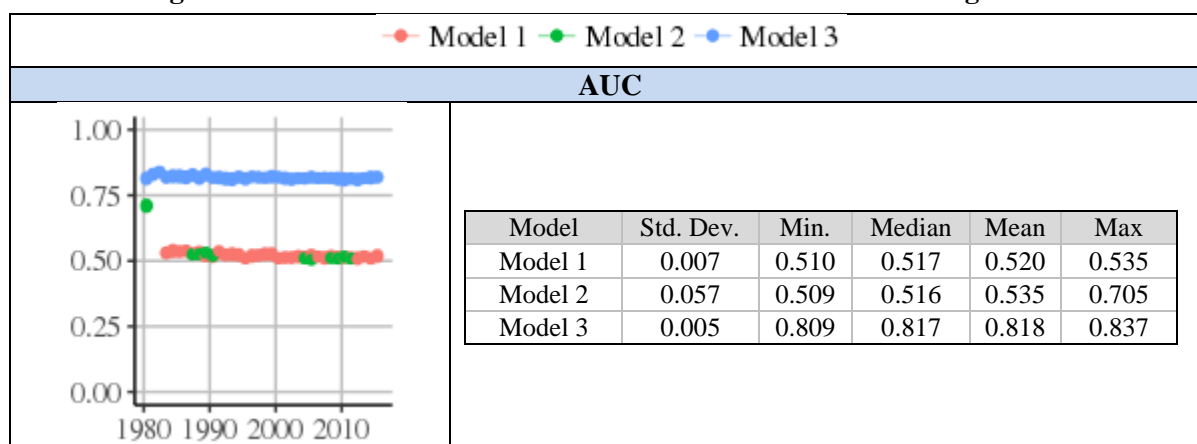 Model 1 Model 2 Model 3
AUC
1.00
0.75
0.50
0.25
0.00
1980 1990 2000 2010
Model Std. Dev. Min. Median Mean Max
Model 1 0.007 0.510 0.517 0.520 0.535
Model 2 0.057 0.509 0.516 0.535 0.705
Model 3 0.005 0.809 0.817 0.818 0.837